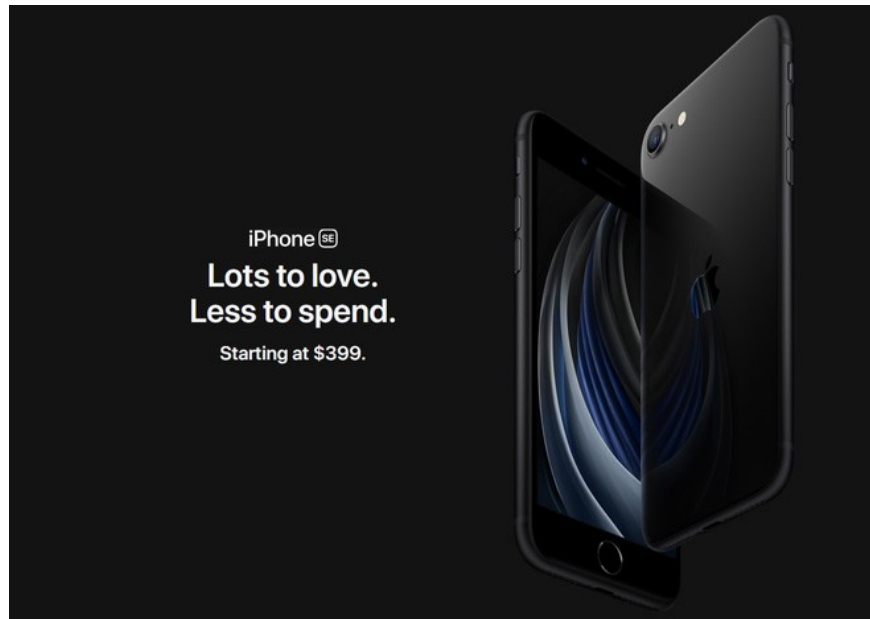 iPhone SE
Lots to love.
Less to spend.
Starting at $399.